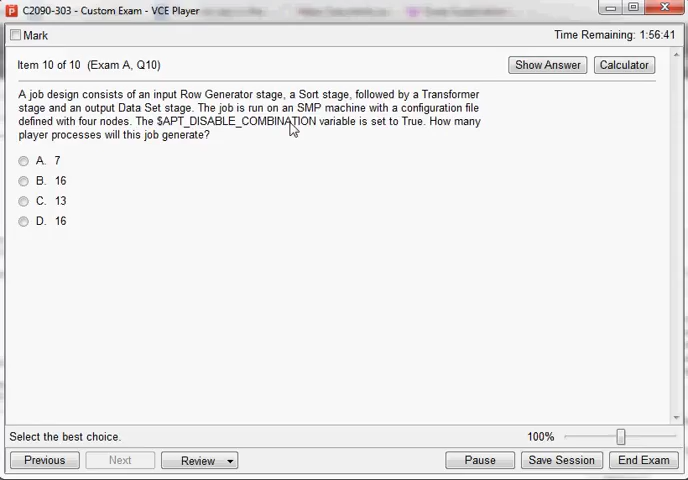 C2090-303 - Custom Exam - VCE Player
Mark
Time Remaining: 1:56:41
Item 10 of 10 (Exam A, Q10)
Show Answer
Calculator
A job design consists of an input Row Generator stage, a Sort stage, followed by a Transformer
stage and an output Data Set stage. The job is run on an SMP machine with a configuration file
defined with four nodes. The $APT_DISABLE_COMBINATION variable is set to True. How many
player processes will this job generate?
A. 7
B. 16
C. 13
D. 16
Select the best choice.
100%
Previous
Next
Review
Pause
Save Session
End Exam